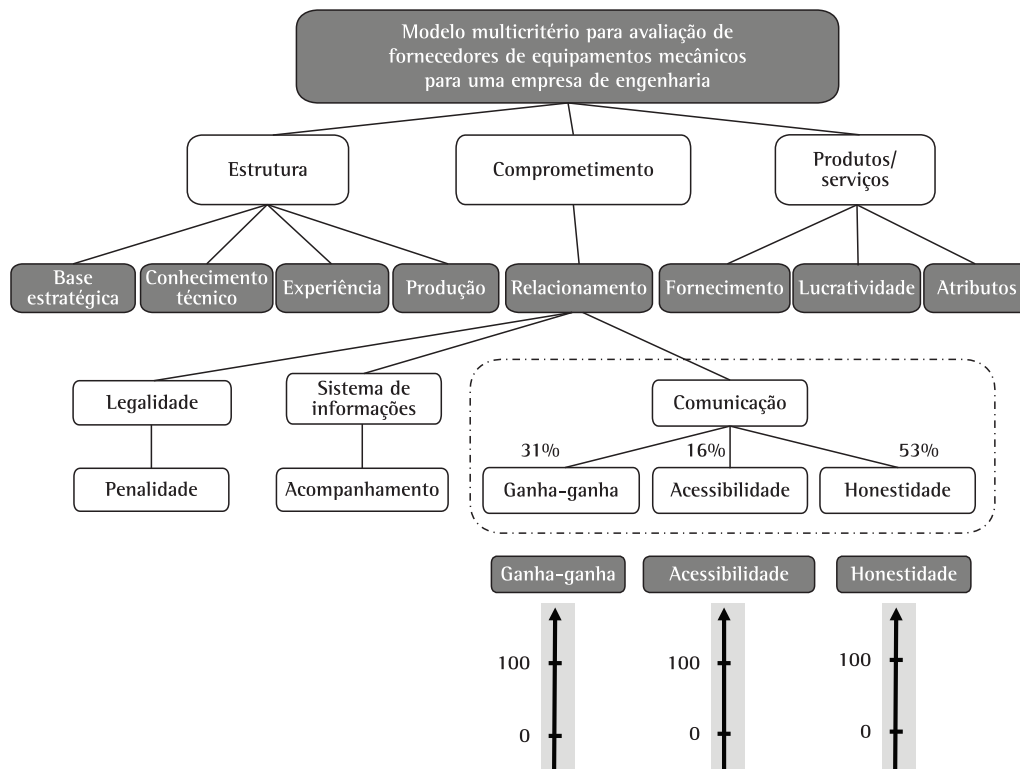 Modelo multicritério para avaliação de
fornecedores de equipamentos mecânicos
para uma empresa de engenharia
Estrutura
Comprometimento
Produtos/
serviços
Base
estratégica
Conhecimento
técnico
Experiência
Produção
Relacionamento
Fornecimento
Lucratividade
Atributos
Legalidade
Sistema de
informações
Comunicação
31%
16%
53%
Penalidade
Acompanhamento
Ganha-ganha
Acessibilidade
Honestidade
Ganha-ganha
Acessibilidade
Honestidade
100
100
100
0
0
0